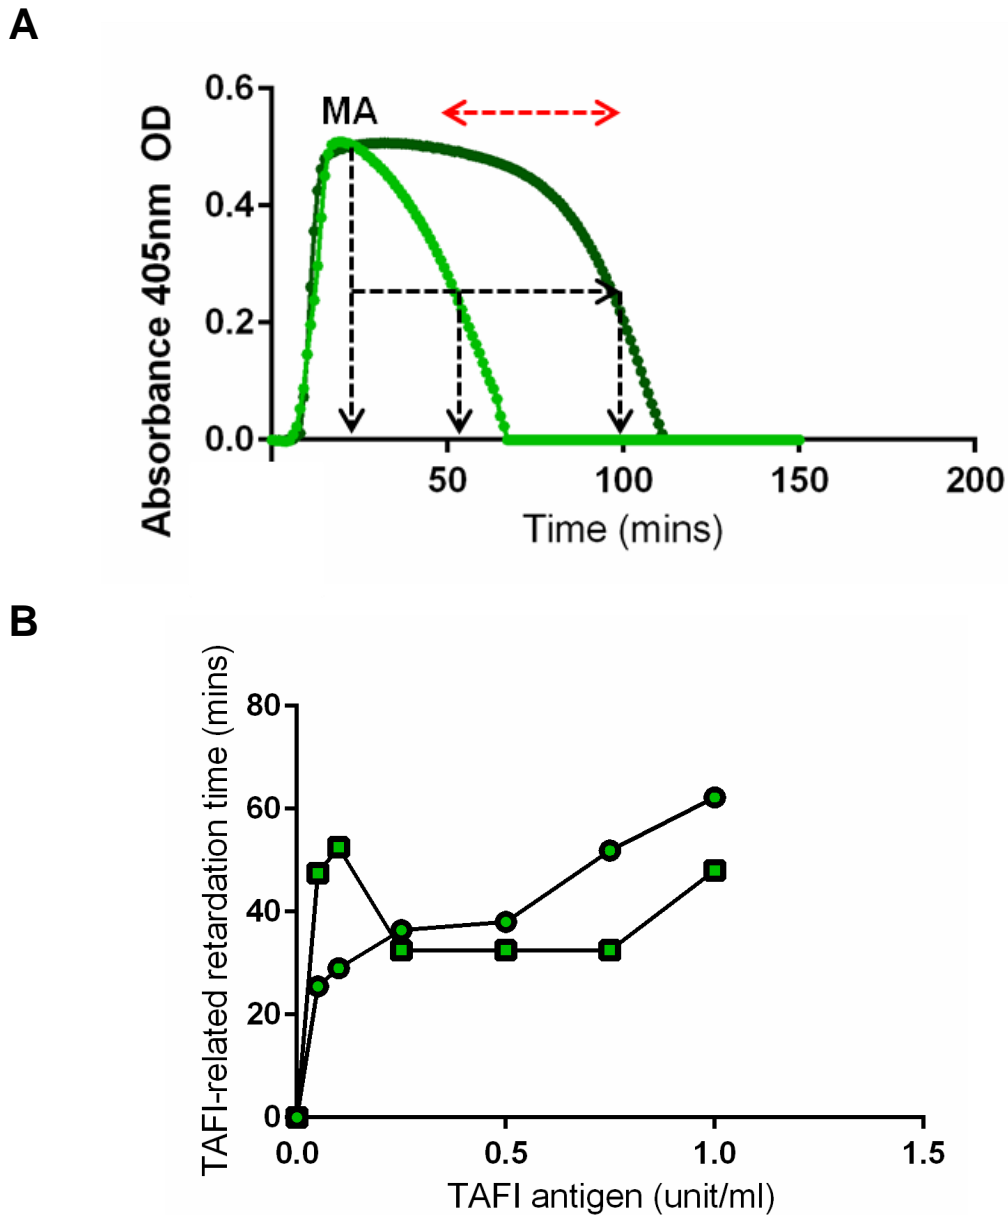 A
Absorbance 405nm OD
0.6
0.4
0.2
0.0
MA
50
100
150
200
Time (mins)
B
TAFI-related retardation time (mins)
80
60
40
20
0
0.0
0.5
1.0
1.5
TAFI antigen (unit/ml)